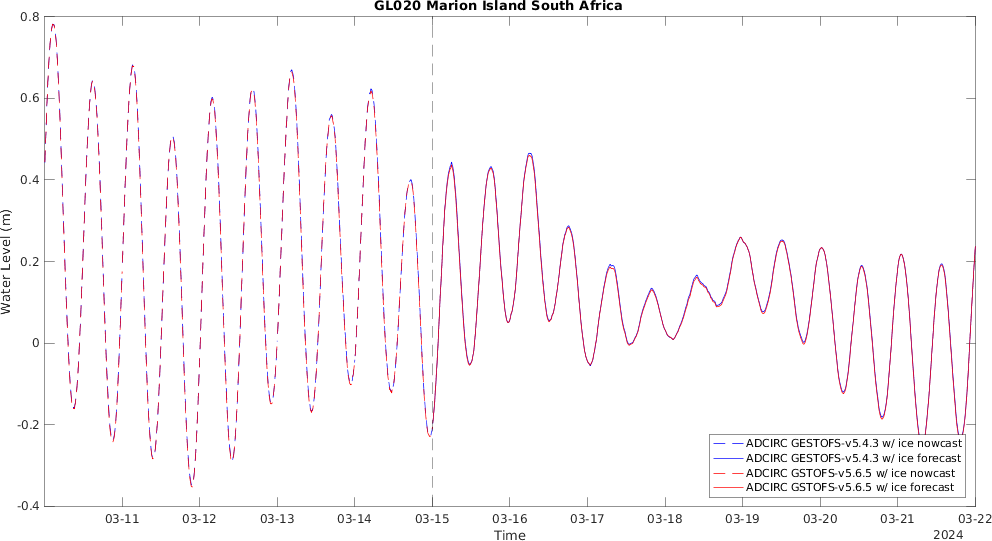 GL020 Marion Island South Africa
0.8
0.6
0.4
0.2
0
-0.2
-0.4
Water Level (m)
ADCIRC GESTOFS-v5.4.3 w/ ice nowcast
ADCIRC GESTOFS-v5.4.3 w/ ice forecast
ADCIRC GSTOFS-v5.6.5 w/ ice nowcast
ADCIRC GSTOFS-v5.6.5 w/ ice forecast
03-11 03-12 03-13 03-14 03-15 03-16 03-17 03-18 03-19 03-20 03-21 03-22
Time
2024